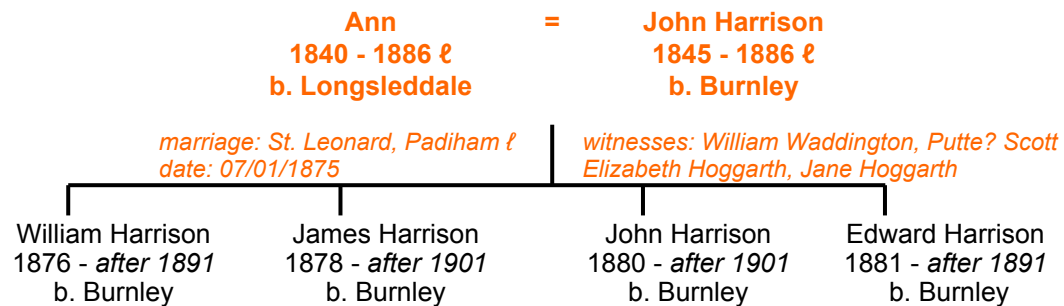 Ann = John Harrison
1840 - 1886 ℓ 1845 - 1886 ℓ
b. Longsleddale b. Burnley
marriage: St. Leonard, Padiham ℓ witnesses: William Waddington, Putte? Scott
date: 07/01/1875 Elizabeth Hoggarth, Jane Hoggarth
William Harrison James Harrison John Harrison Edward Harrison
1876 - after 1891 1878 - after 1901 1880 - after 1901 1881 - after 1891
b. Burnley b. Burnley b. Burnley b. Burnley